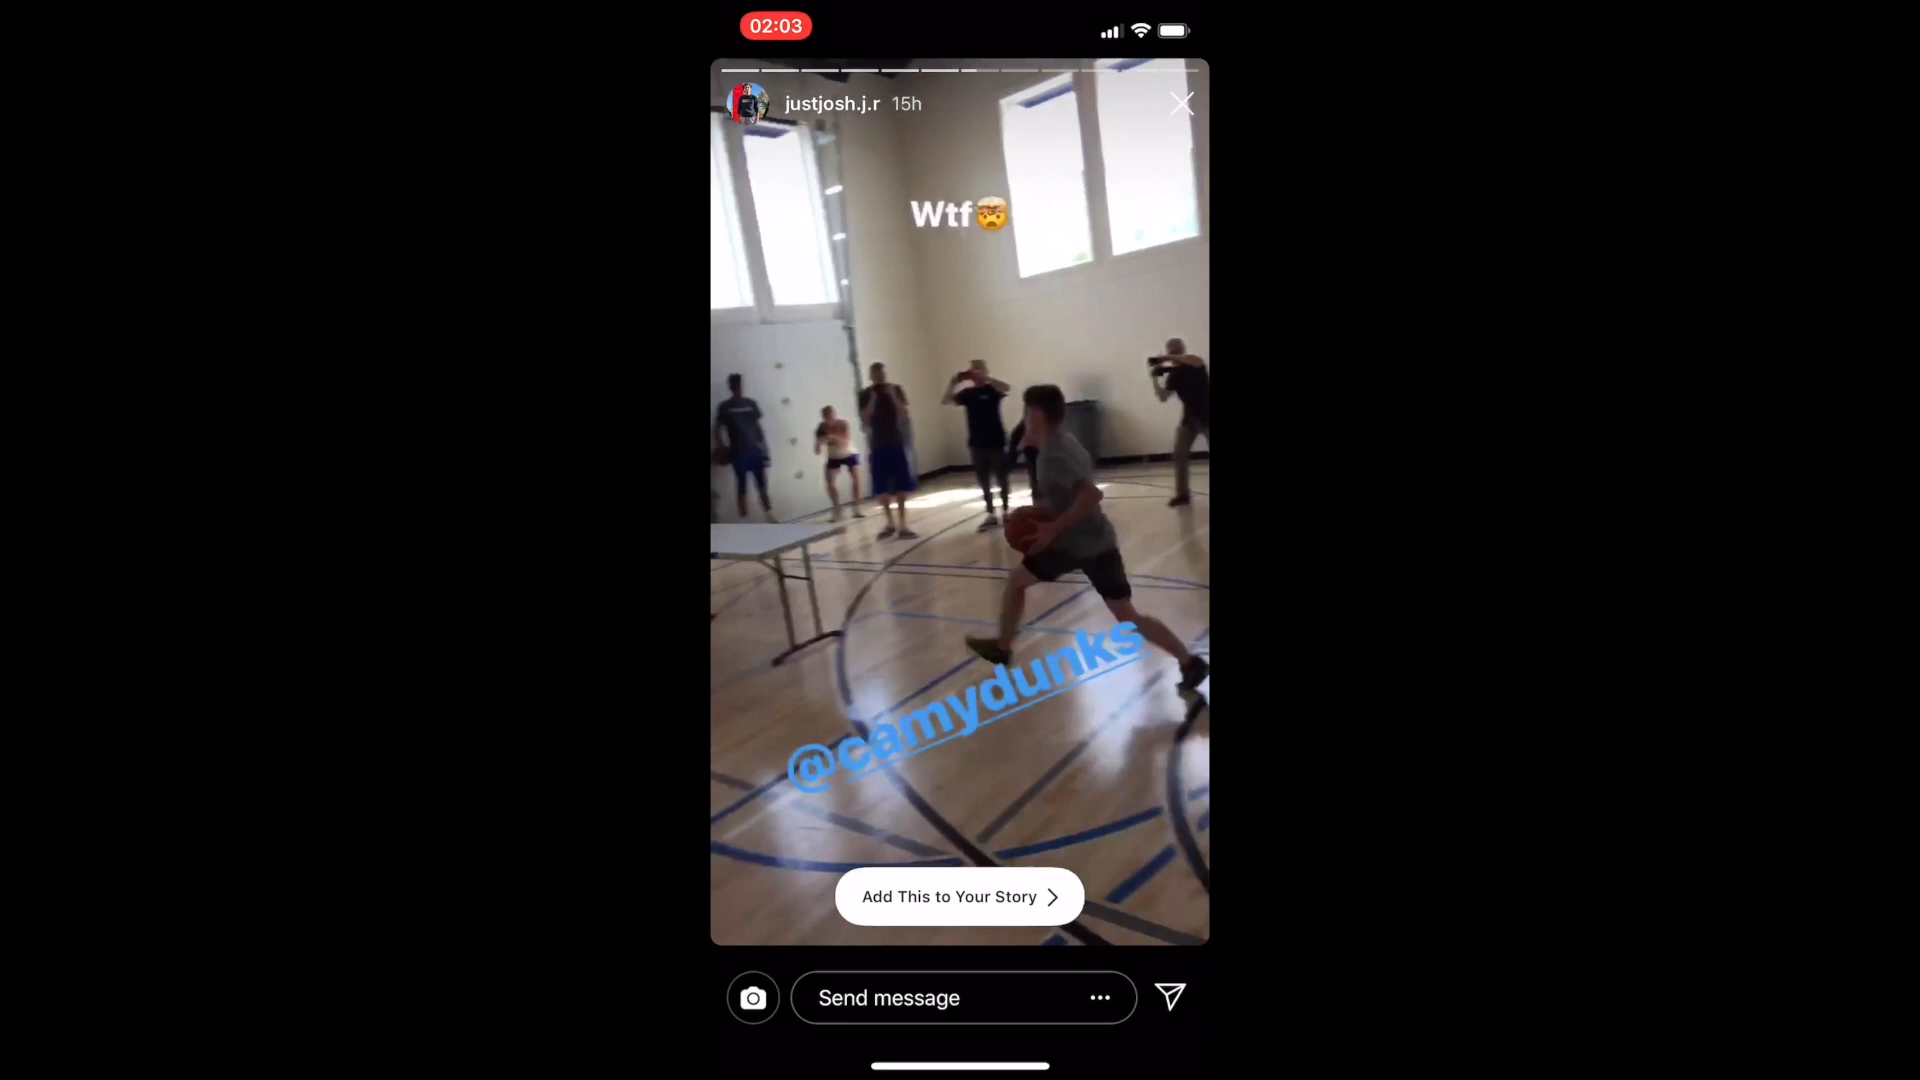 02:03
justjosh.j.r 15h
Wtf🤯
@camydunks
Add This to Your Story
Send message